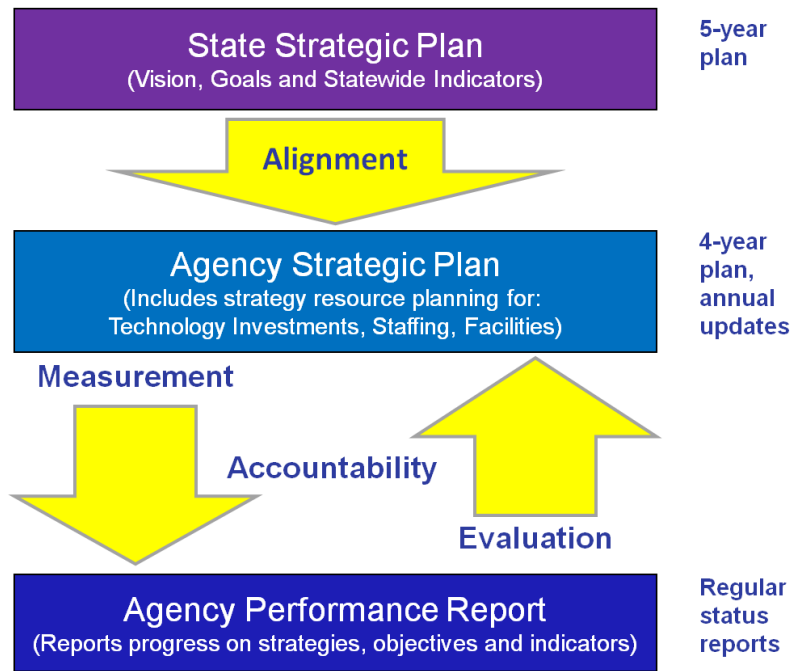 State Strategic Plan
(Vision, Goals and Statewide Indicators)
5-year
plan
Alignment
Agency Strategic Plan
(Includes strategy resource planning for:
Technology Investments, Staffing, Facilities)
4-year
plan,
annual
updates
Measurement
Accountability
Evaluation
Agency Performance Report
(Reports progress on strategies, objectives and indicators)
Regular
status
reports